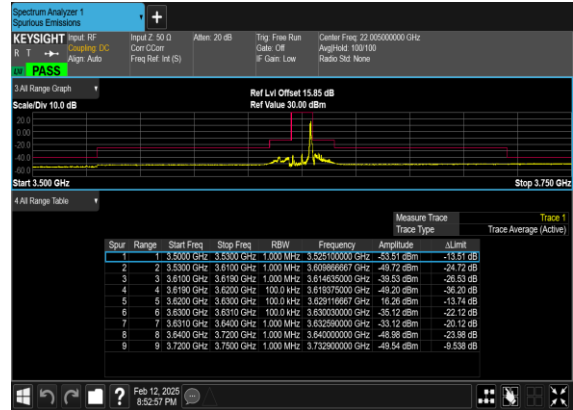 Spectrum Analyzer 1
Spurious Emissions
KEYSIGHT Input: RF Input Z: 50 Ω Atten: 20 dB Trig: Free Run Center Freq: 22.005000000 GHz
R T Coupling: DC Corr CCorr Gate: Off Avg|Hold: 100/100
Align: Auto Freq Ref: Int (S) IF Gain: Low Radio Std: None
PASS
3.All Range Graph
Ref Lvl Offset 15.85 dB
Scale/Div 10.0 dB Ref Value 30.00 dBm
20.0
0.00
-20.0
-40.0
-60.0
Start 3.500 GHz Stop 3.750 GHz
4.All Range Table
Measure Trace Trace 1
Trace Type Trace Average (Active)
Spur Range Start Freq Stop Freq RBW Frequency Amplitude ΔLimit
1 1 3.5000 GHz 3.5300 GHz 1.000 MHz 3.525100000 GHz -53.51 dBm -13.51 dB
2 2 3.5300 GHz 3.6100 GHz 1.000 MHz 3.609866667 GHz -49.72 dBm -24.72 dB
3 3 3.6100 GHz 3.6190 GHz 1.000 MHz 3.614635000 GHz -39.53 dBm -26.53 dB
4 4 3.6190 GHz 3.6200 GHz 100.0 kHz 3.619375000 GHz -49.20 dBm -36.20 dB
5 5 3.6200 GHz 3.6300 GHz 100.0 kHz 3.629116667 GHz 16.26 dBm -13.74 dB
6 6 3.6300 GHz 3.6310 GHz 100.0 kHz 3.630030000 GHz -35.12 dBm -22.12 dB
7 7 3.6310 GHz 3.6400 GHz 1.000 MHz 3.632590000 GHz -33.12 dBm -20.12 dB
8 8 3.6400 GHz 3.7200 GHz 1.000 MHz 3.640000000 GHz -48.98 dBm -23.98 dB
9 9 3.7200 GHz 3.7500 GHz 1.000 MHz 3.732900000 GHz -49.54 dBm -9.538 dB
? Feb 12, 2025
8:52:57 PM